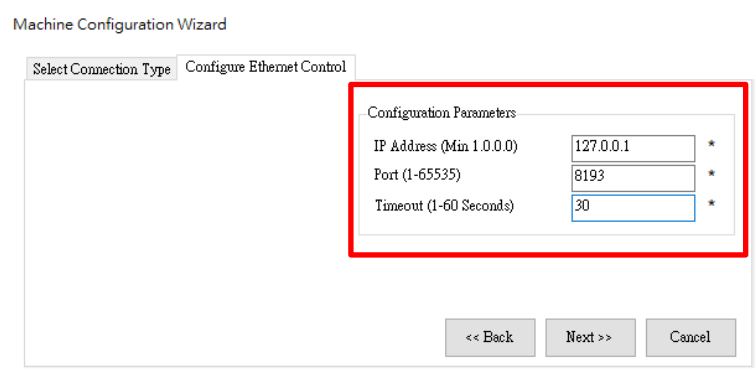 Machine Configuration Wizard
Select Connection Type Configure Ethernet Control
Configuration Parameters
IP Address (Min 1.0.0.0) 127.0.0.1 *
Port (1-65535) 8193 *
Timeout (1-60 Seconds) 30 *
<< Back Next >> Cancel